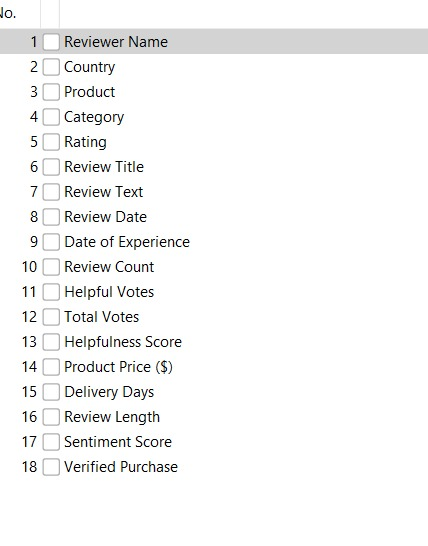 No.
1 Reviewer Name
2 Country
3 Product
4 Category
5 Rating
6 Review Title
7 Review Text
8 Review Date
9 Date of Experience
10 Review Count
11 Helpful Votes
12 Total Votes
13 Helpfulness Score
14 Product Price ($)
15 Delivery Days
16 Review Length
17 Sentiment Score
18 Verified Purchase